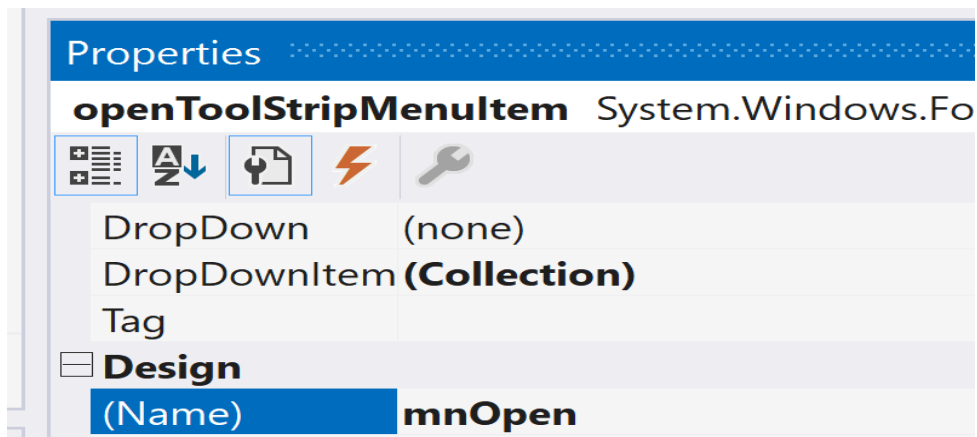 Properties
openToolStripMenuItem System.Windows.Fo
DropDown (none)
DropDownItem (Collection)
Tag
Design
(Name) mnOpen